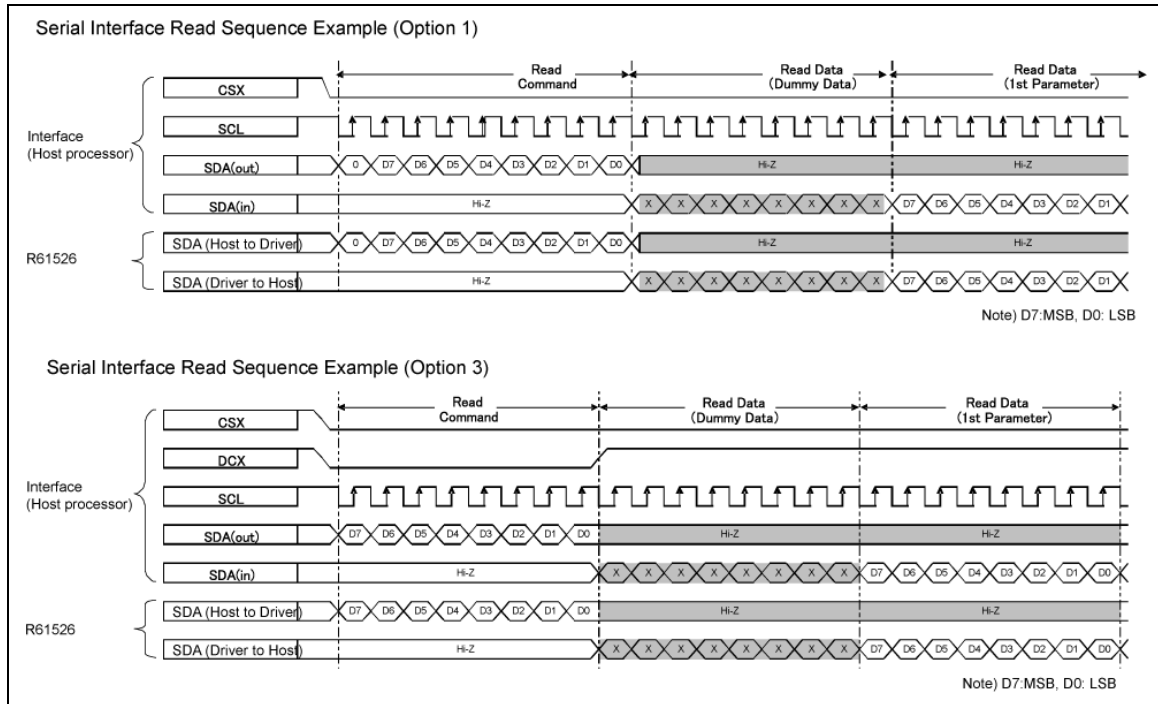 Serial Interface Read Sequence Example (Option 1)
Read Command
Read Data (Dummy Data)
Read Data (1st Parameter)
Interface (Host processor)
CSX
SCL
SDA(out)
0 D7 D6 D5 D4 D3 D2 D1 D0 Hi-Z Hi-Z
SDA(in)
Hi-Z X X X X X X X X D7 D6 D5 D4 D3 D2 D1
R61526
SDA (Host to Driver)
0 D7 D6 D5 D4 D3 D2 D1 D0 Hi-Z Hi-Z
SDA (Driver to Host)
Hi-Z X X X X X X X X D7 D6 D5 D4 D3 D2 D1
Note) D7:MSB, D0: LSB
Serial Interface Read Sequence Example (Option 3)
Read Command
Read Data (Dummy Data)
Read Data (1st Parameter)
Interface (Host processor)
CSX
DCX
SCL
SDA(out)
D7 D6 D5 D4 D3 D2 D1 D0 Hi-Z Hi-Z
SDA(in)
Hi-Z X X X X X X X X D7 D6 D5 D4 D3 D2 D1 D0
R61526
SDA (Host to Driver)
D7 D6 D5 D4 D3 D2 D1 D0 Hi-Z Hi-Z
SDA (Driver to Host)
Hi-Z X X X X X X X X D7 D6 D5 D4 D3 D2 D1 D0
Note) D7:MSB, D0: LSB